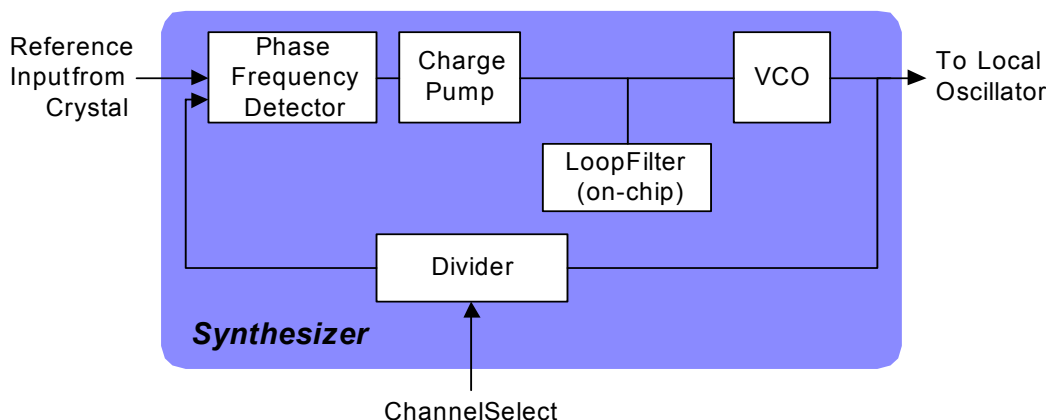 Reference
Inputfrom
Crystal
Phase
Frequency
Detector
Charge
Pump
VCO
To Local
Oscillator
LoopFilter
(on-chip)
Divider
Synthesizer
ChannelSelect